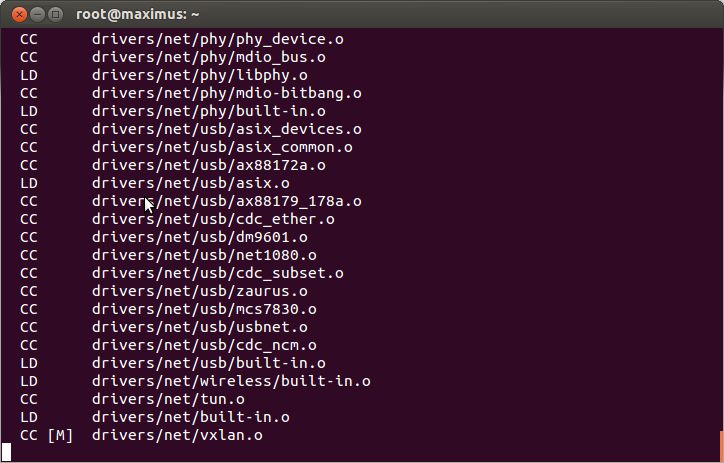 root@maximus: ~
CC drivers/net/phy/phy_device.o
CC drivers/net/phy/mdio_bus.o
LD drivers/net/phy/libphy.o
CC drivers/net/phy/mdio-bitbang.o
LD drivers/net/phy/built-in.o
CC drivers/net/usb/asix_devices.o
CC drivers/net/usb/asix_common.o
CC drivers/net/usb/ax88172a.o
LD drivers/net/usb/asix.o
CC drivers/net/usb/ax88179_178a.o
CC drivers/net/usb/cdc_ether.o
CC drivers/net/usb/dm9601.o
CC drivers/net/usb/net1080.o
CC drivers/net/usb/cdc_subset.o
CC drivers/net/usb/zaurus.o
CC drivers/net/usb/mcs7830.o
CC drivers/net/usb/usbnet.o
CC drivers/net/usb/cdc_ncm.o
LD drivers/net/usb/built-in.o
LD drivers/net/wireless/built-in.o
CC drivers/net/tun.o
LD drivers/net/built-in.o
CC [M] drivers/net/vxlan.o